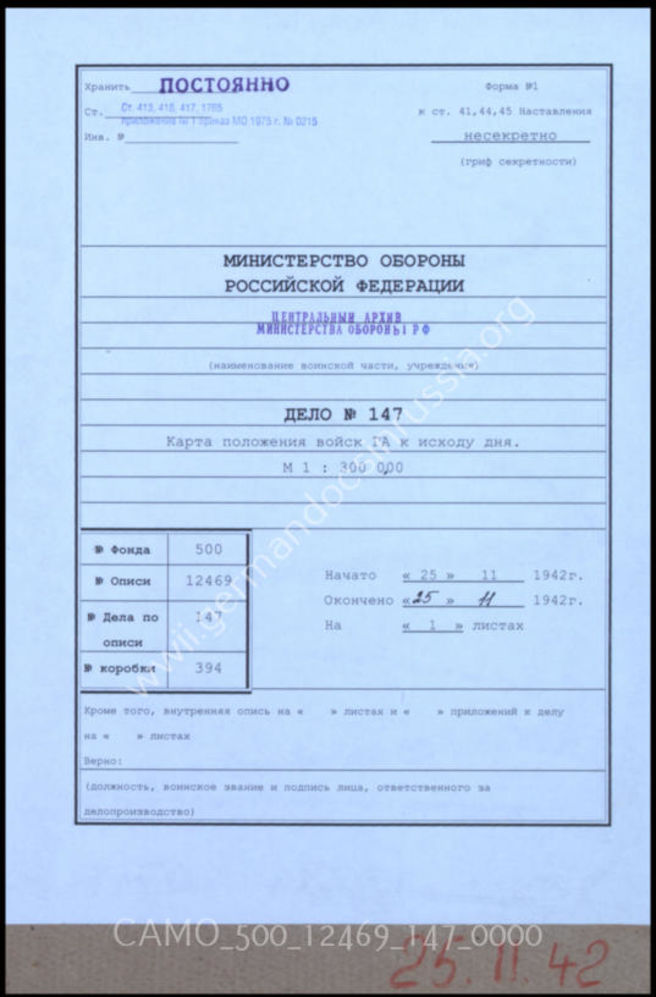 Хранить ПОСТОЯННО
Форма №1
Ст. Ст. 413, 416, 417, 1765
приложения № 1 приказ МО 1975 г. № 0215
к ст. 41,44,45 Наставления
Инв. №
несекретно
(гриф секретности)
МИНИСТЕРСТВО ОБОРОНЫ
РОССИЙСКОЙ ФЕДЕРАЦИИ
ЦЕНТРАЛЬНЫЙ АРХИВ
МИНИСТЕРСТВА ОБОРОНЫ РФ
(наименование воинской части, учреждения)
ДЕЛО № 147
Карта положения войск ГА к исходу дня.
М 1 : 300 000
№ Фонда 500
№ Описи 12469
№ Дела по описи 147
№ коробки 394
Начато « 25 » 11 1942г.
Окончено «25 » 11 1942г.
На « 1 » листах
Кроме того, внутренняя опись на « » листах и « » приложений к делу
на « » листах
Верно:
(должность, воинское звание и подпись лица, ответственного за
делопроизводство)
www.germandocsinrussia.org
CAMO_500_12469_147_0000
25.11.42